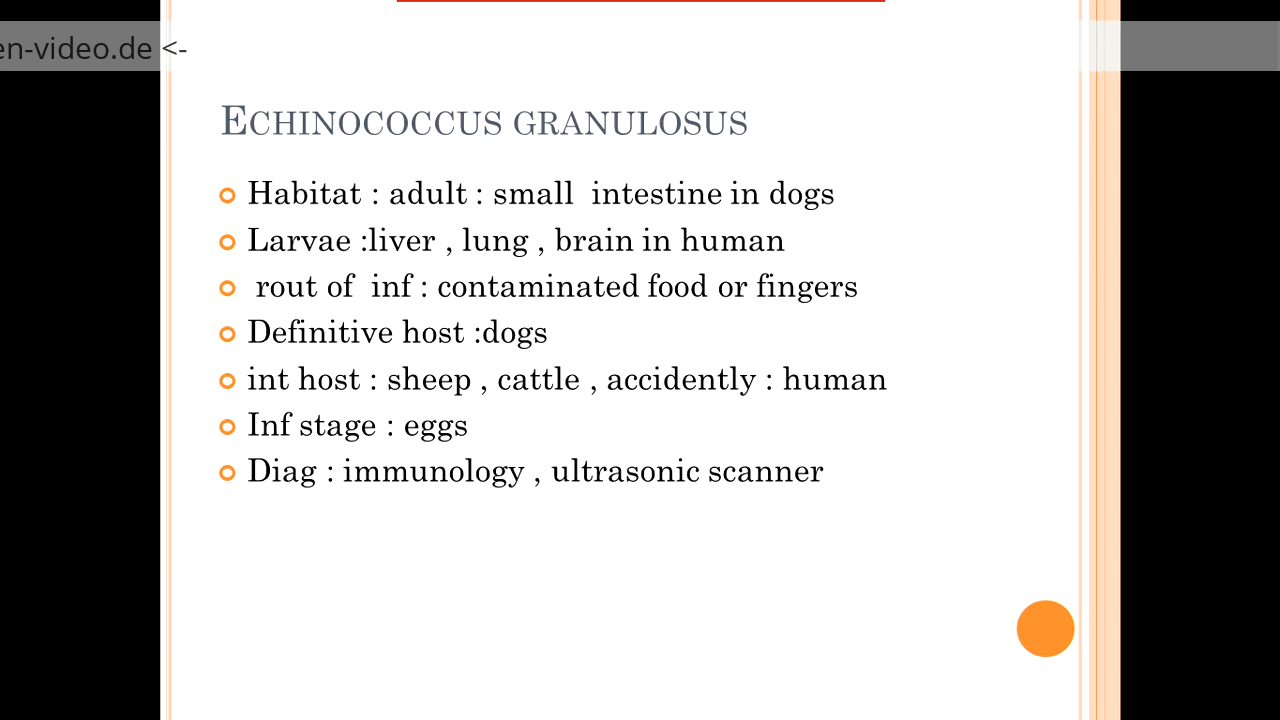 en-video.de <-
Echinococcus granulosus
Habitat : adult : small intestine in dogs
Larvae :liver , lung , brain in human
rout of inf : contaminated food or fingers
Definitive host :dogs
int host : sheep , cattle , accidently : human
Inf stage : eggs
Diag : immunology , ultrasonic scanner